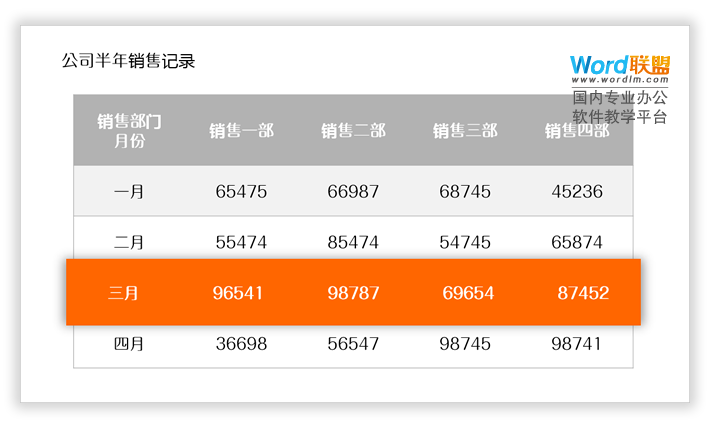 公司半年销售记录
Word联盟
www.wordlm.com
国内专业办公
软件教学平台
销售部门
月份
销售一部 销售二部 销售三部 销售四部
一月 65475 66987 68745 45236
二月 55474 85474 54745 65874
三月 96541 98787 69654 87452
四月 36698 56547 98745 98741